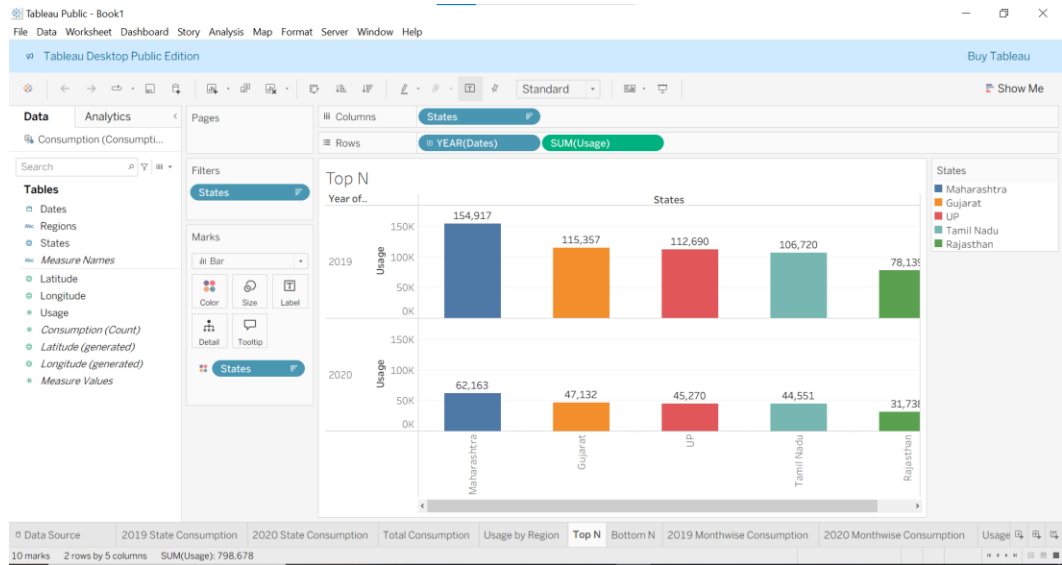 Tableau Public - Book1
File Data Worksheet Dashboard Story Analysis Map Format Server Window Help
Tableau Desktop Public Edition Buy Tableau
Standard Show Me
Data Analytics
Consumption (Consumpti...
Search
Tables
Dates
Abc Regions
States
Abc Measure Names
Latitude
Longitude
Usage
Consumption (Count)
Latitude (generated)
Longitude (generated)
Measure Values
Pages
Filters
States
Marks
Bar
Color Size Label
Detail Tooltip
States
Columns States
Rows YEAR(Dates) SUM(Usage)
Top N
Year of.. States
2019
Usage
150K
100K
50K
0K
154,917 115,357 112,690 106,720 78,139
2020
Usage
150K
100K
50K
0K
62,163 47,132 45,270 44,551 31,738
Maharashtra Gujarat UP Tamil Nadu Rajasthan
States
Maharashtra
Gujarat
UP
Tamil Nadu
Rajasthan
Data Source 2019 State Consumption 2020 State Consumption Total Consumption Usage by Region Top N Bottom N 2019 Monthwise Consumption 2020 Monthwise Consumption Usage
10 marks 2 rows by 5 columns SUM(Usage): 798,678